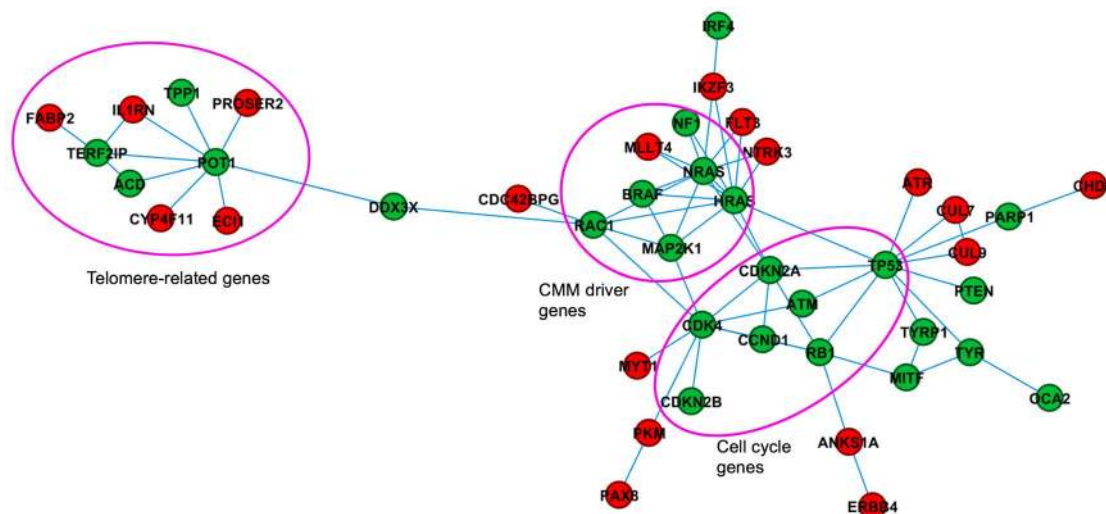 IRF4
IKZF3
TPP1
PROSER2
IL1RN
FABP2
NF1
FLT3
MLLT4
NTRK3
TERF2IP
POT1
NRAS
ATR
CHD
ACD
BRAF
HRAS
CDC42BPG
DDX3X
CUL7
PARP1
CYP4F11
ECI1
RAC1
MAP2K1
CUL9
Telomere-related genes
CMM driver
genes
CDKN2A
TP53
PTEN
ATM
CDK4
CCND1
RB1
TYRP1
TYR
MYT1
MITF
CDKN2B
OCA2
PKM
Cell cycle
genes
ANKS1A
PAX8
ERBB4